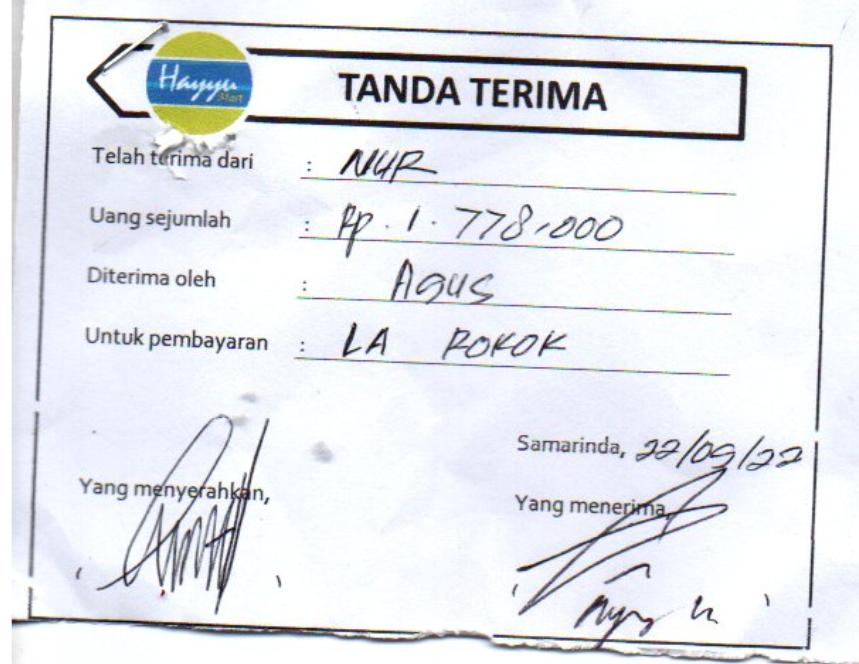 Hayyu
Mart
TANDA TERIMA
Telah terima dari : NUR
Uang sejumlah : Rp. 1.778.000
Diterima oleh : Agus
Untuk pembayaran : LA ROKOK
Samarinda, 22/09/22
Yang menyerahkan,
Yang menerima,